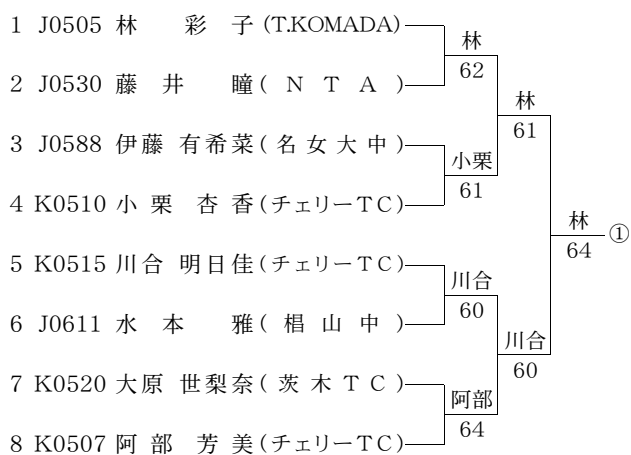 1 J0505 林 彩 子 (T.KOMADA)
林
62
2 J0530 藤 井 瞳 ( N T A )
林
61
3 J0588 伊藤 有希菜 ( 名 女 大 中 )
小栗
61
4 K0510 小 栗 杏 香 (チェリーTC)
林
64
①
5 K0515 川合 明日佳 (チェリーTC)
川合
60
6 J0611 水 本 雅 ( 椙 山 中 )
川合
60
7 K0520 大原 世梨奈 ( 茨 木 T C )
阿部
64
8 K0507 阿 部 芳 美 (チェリーTC)